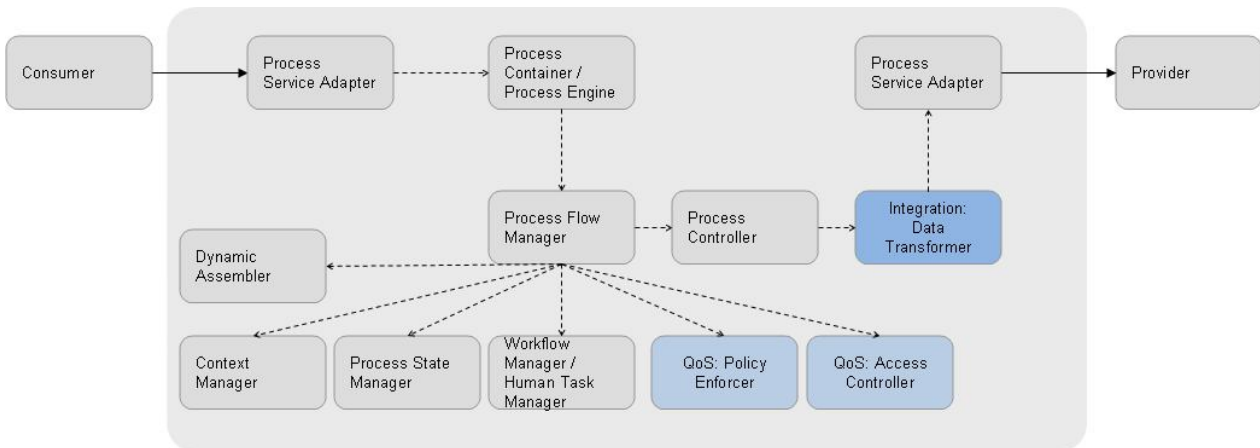 Consumer
Process
Service Adapter
Process
Container /
Process Engine
Process
Service Adapter
Provider
Process Flow
Manager
Process
Controller
Integration:
Data
Transformer
Dynamic
Assembler
Context
Manager
Process State
Manager
Workflow
Manager /
Human Task
Manager
QoS: Policy
Enforcer
QoS: Access
Controller